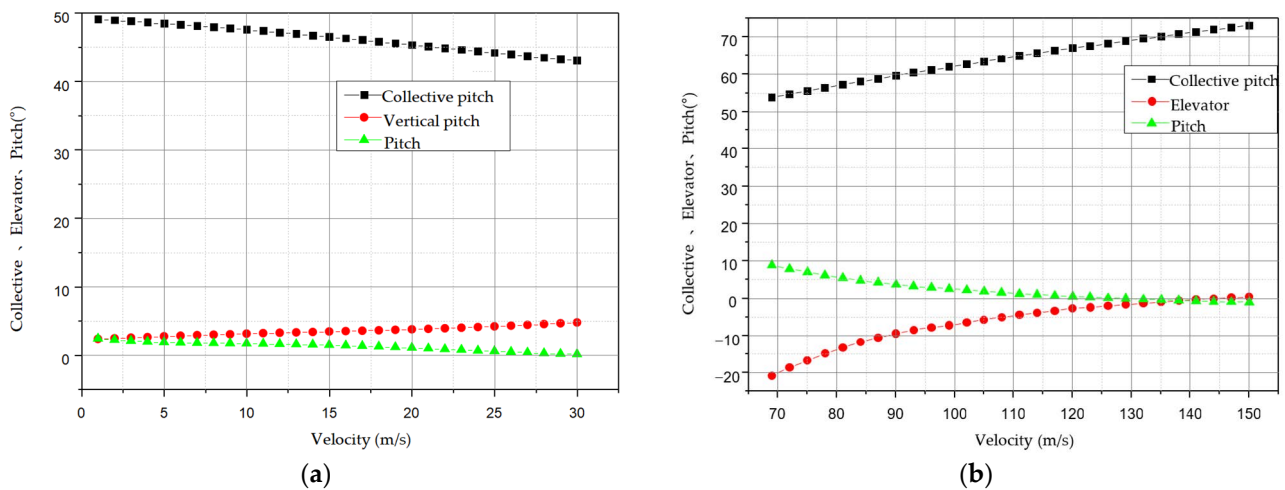 Collective 、 Elevator、 Pitch(°)
50
40
30
20
10
0
Collective pitch
Vertical pitch
Pitch
0 5 10 15 20 25 30
Velocity (m/s)
(a)
Collective 、 Elevator、 Pitch(°)
70
60
50
40
30
20
10
0
−10
−20
Collective pitch
Elevator
Pitch
70 80 90 100 110 120 130 140 150
Velocity (m/s)
(b)